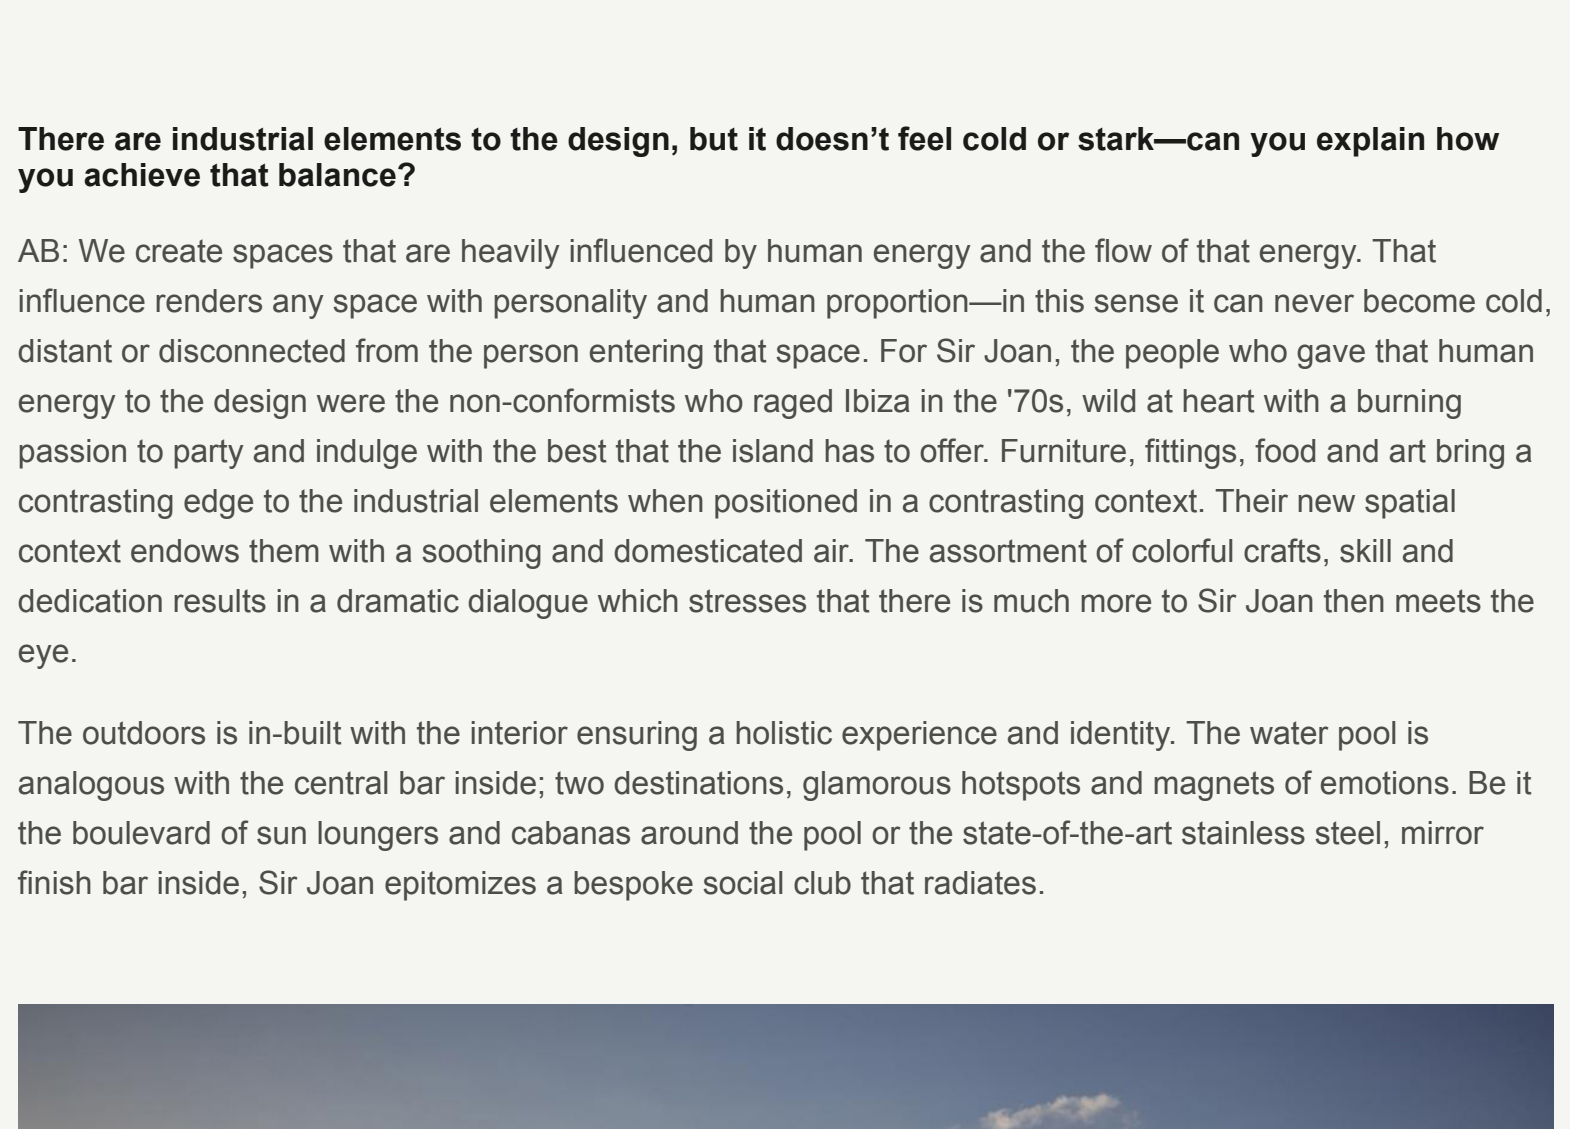 There are industrial elements to the design, but it doesn’t feel cold or stark—can you explain how
you achieve that balance?
AB: We create spaces that are heavily influenced by human energy and the flow of that energy. That
influence renders any space with personality and human proportion—in this sense it can never become cold,
distant or disconnected from the person entering that space. For Sir Joan, the people who gave that human
energy to the design were the non-conformists who raged Ibiza in the '70s, wild at heart with a burning
passion to party and indulge with the best that the island has to offer. Furniture, fittings, food and art bring a
contrasting edge to the industrial elements when positioned in a contrasting context. Their new spatial
context endows them with a soothing and domesticated air. The assortment of colorful crafts, skill and
dedication results in a dramatic dialogue which stresses that there is much more to Sir Joan then meets the
eye.
The outdoors is in-built with the interior ensuring a holistic experience and identity. The water pool is
analogous with the central bar inside; two destinations, glamorous hotspots and magnets of emotions. Be it
the boulevard of sun loungers and cabanas around the pool or the state-of-the-art stainless steel, mirror
finish bar inside, Sir Joan epitomizes a bespoke social club that radiates.